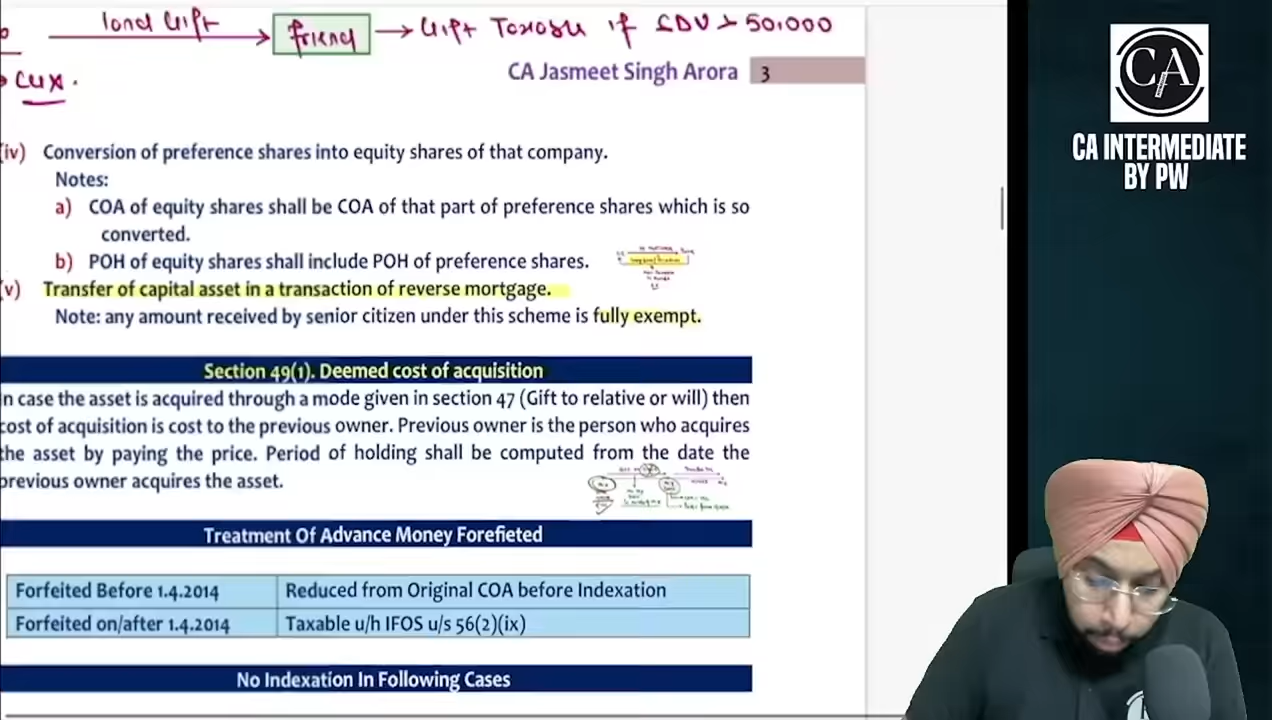 land Gift
friend → Gift Taxable if SDV > 50,000
CUX.
CA Jasmeet Singh Arora 3
(iv) Conversion of preference shares into equity shares of that company.
Notes:
a) COA of equity shares shall be COA of that part of preference shares which is so
converted.
b) POH of equity shares shall include POH of preference shares.
(v) Transfer of capital asset in a transaction of reverse mortgage.
Note: any amount received by senior citizen under this scheme is fully exempt.
Section 49(1). Deemed cost of acquisition
In case the asset is acquired through a mode given in section 47 (Gift to relative or will) then
cost of acquisition is cost to the previous owner. Previous owner is the person who acquires
the asset by paying the price. Period of holding shall be computed from the date the
previous owner acquires the asset.
Treatment Of Advance Money Forefieted
Forfeited Before 1.4.2014 Reduced from Original COA before Indexation
Forfeited on/after 1.4.2014 Taxable u/h IFOS u/s 56(2)(ix)
No Indexation In Following Cases
CA
CA INTERMEDIATE
BY PW